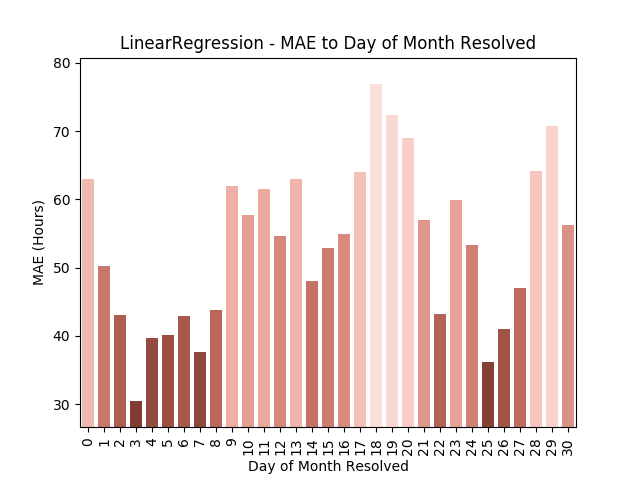 LinearRegression - MAE to Day of Month Resolved
80
70
60
50
40
30
MAE (Hours)
0 1 2 3 4 5 6 7 8 9 10 11 12 13 14 15 16 17 18 19 20 21 22 23 24 25 26 27 28 29 30
Day of Month Resolved